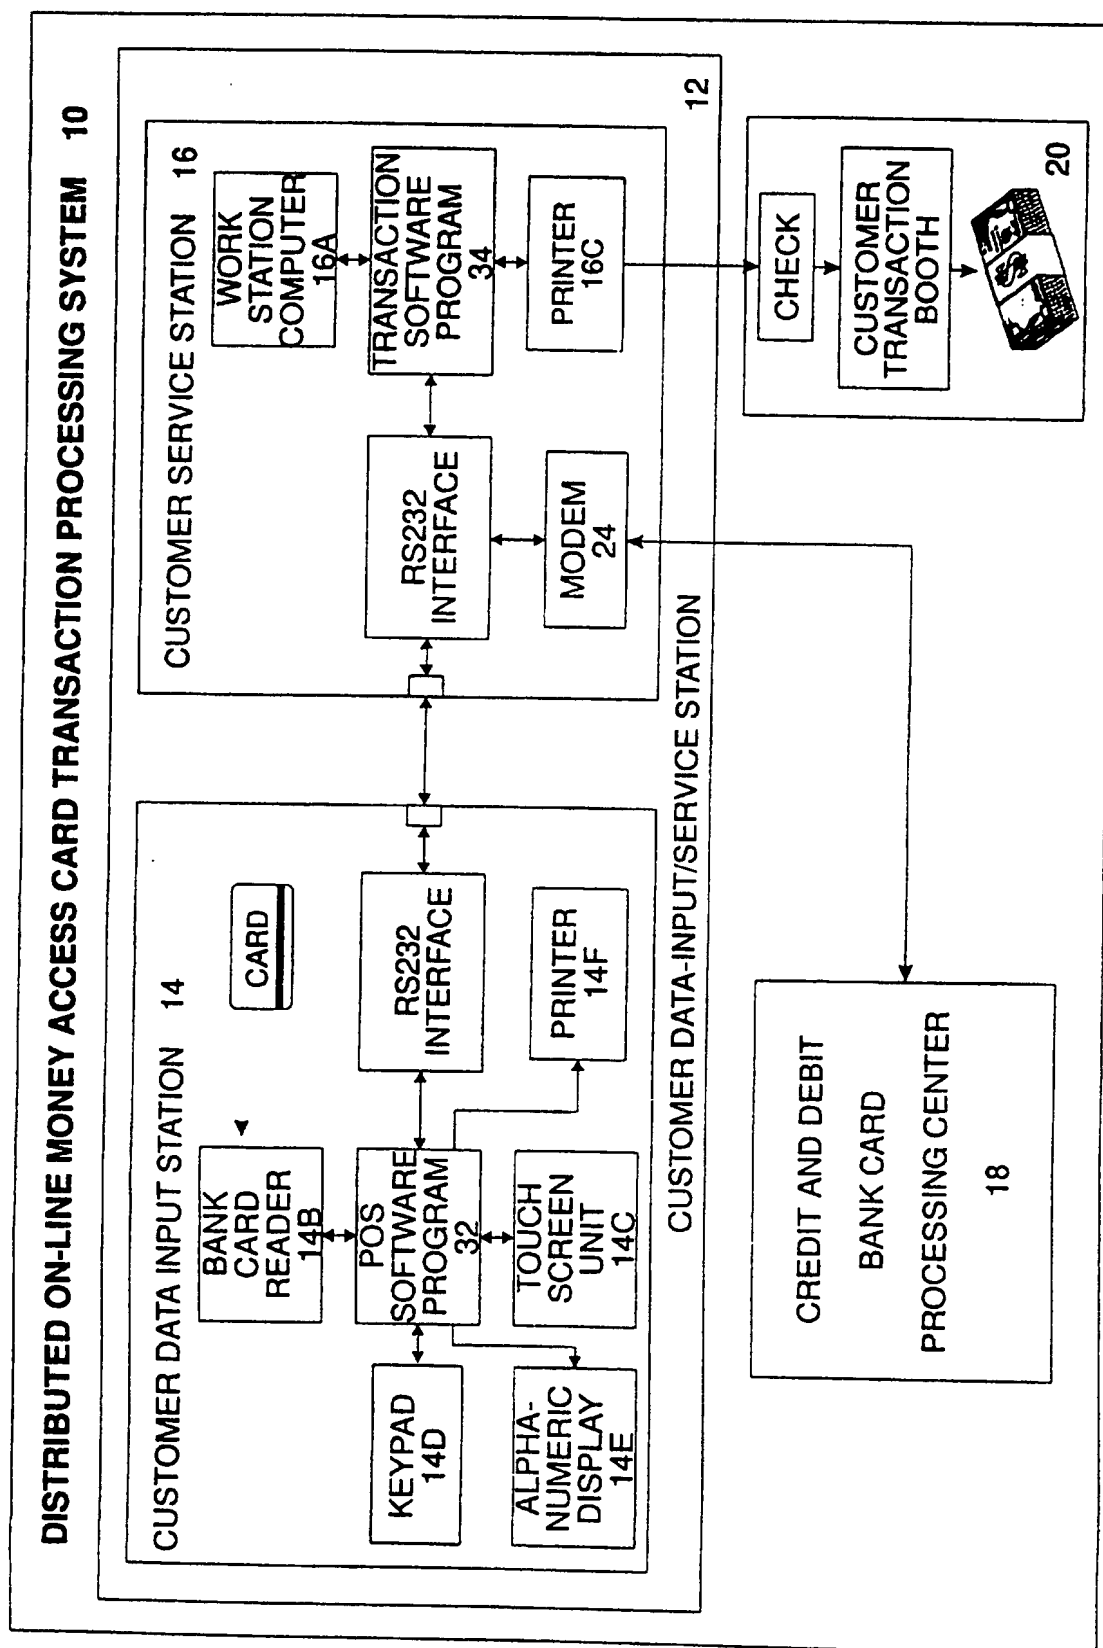 DISTRIBUTED ON-LINE MONEY ACCESS CARD TRANSACTION PROCESSING SYSTEM 10
CUSTOMER DATA INPUT STATION 14
BANK
CARD
READER
14B
CARD
KEYPAD
14D
POS
SOFTWARE
PROGRAM
32
RS232
INTERFACE
ALPHA-
NUMERIC
DISPLAY
14E
TOUCH
SCREEN
UNIT
14C
PRINTER
14F
CUSTOMER SERVICE STATION 16
WORK
STATION
COMPUTER
16A
RS232
INTERFACE
TRANSACTION
SOFTWARE
PROGRAM
34
MODEM
24
PRINTER
16C
CUSTOMER DATA-INPUT/SERVICE STATION
12
CREDIT AND DEBIT
BANK CARD
PROCESSING CENTER
18
CHECK
CUSTOMER
TRANSACTION
BOOTH
$
20